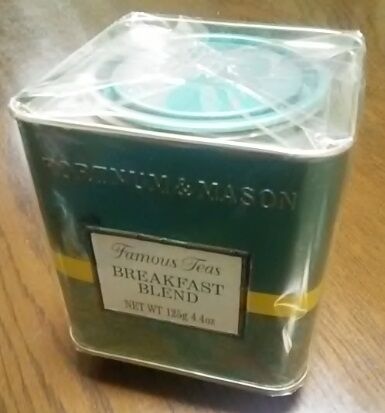 FORTNUM & MASON
Famous Teas
BREAKFAST
BLEND
NET WT 125g 4.4oz